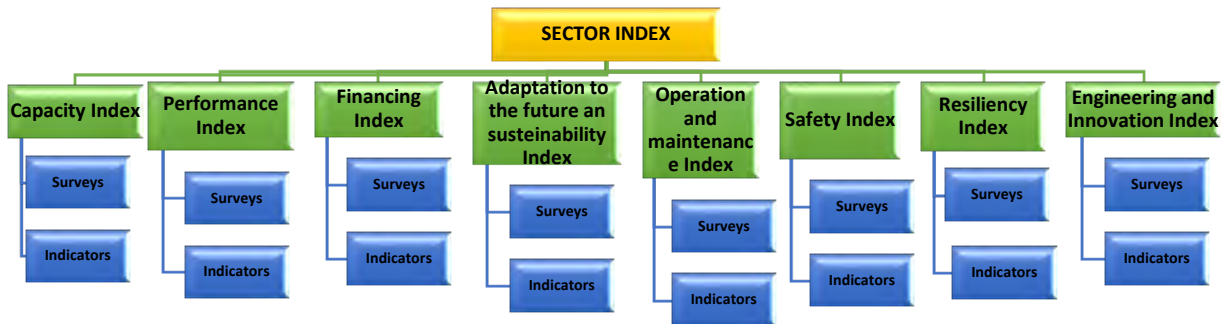 SECTOR INDEX
Capacity Index
Surveys
Indicators
Performance
Index
Surveys
Indicators
Financing
Index
Surveys
Indicators
Adaptation to
the future an
susteinability
Index
Surveys
Indicators
Operation
and
maintenanc
e Index
Surveys
Indicators
Safety Index
Surveys
Indicators
Resiliency
Index
Surveys
Indicators
Engineering and
Innovation Index
Surveys
Indicators